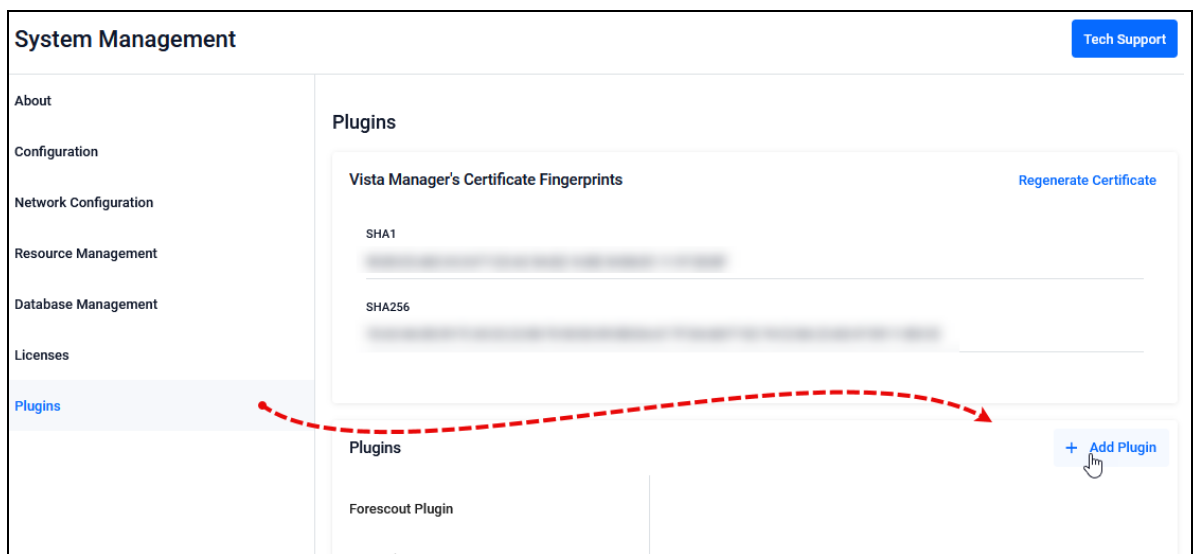 System Management
Tech Support
About
Configuration
Network Configuration
Resource Management
Database Management
Licenses
Plugins
Plugins
Vista Manager's Certificate Fingerprints
Regenerate Certificate
SHA1
SHA256
Plugins
+ Add Plugin
Forescout Plugin